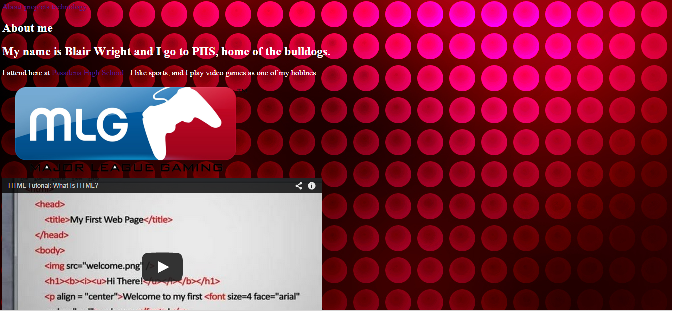 About me
My name is Blair Wright and I go to PHS, home of the bulldogs.
I attend here at Pasadena High School. I like sports, and I play video games as one of my hobbies
MLG
MAJOR LEAGUE GAMING
HTML Tutorial: What Is HTML?
<head>
<title>My First Web Page</title>
</head>
<body>
<img src="welcome.png"
<h1><b><i><u>Hi There!</u></i></b></h1>
<p align = "center">Welcome to my first <font size=4 face="arial"